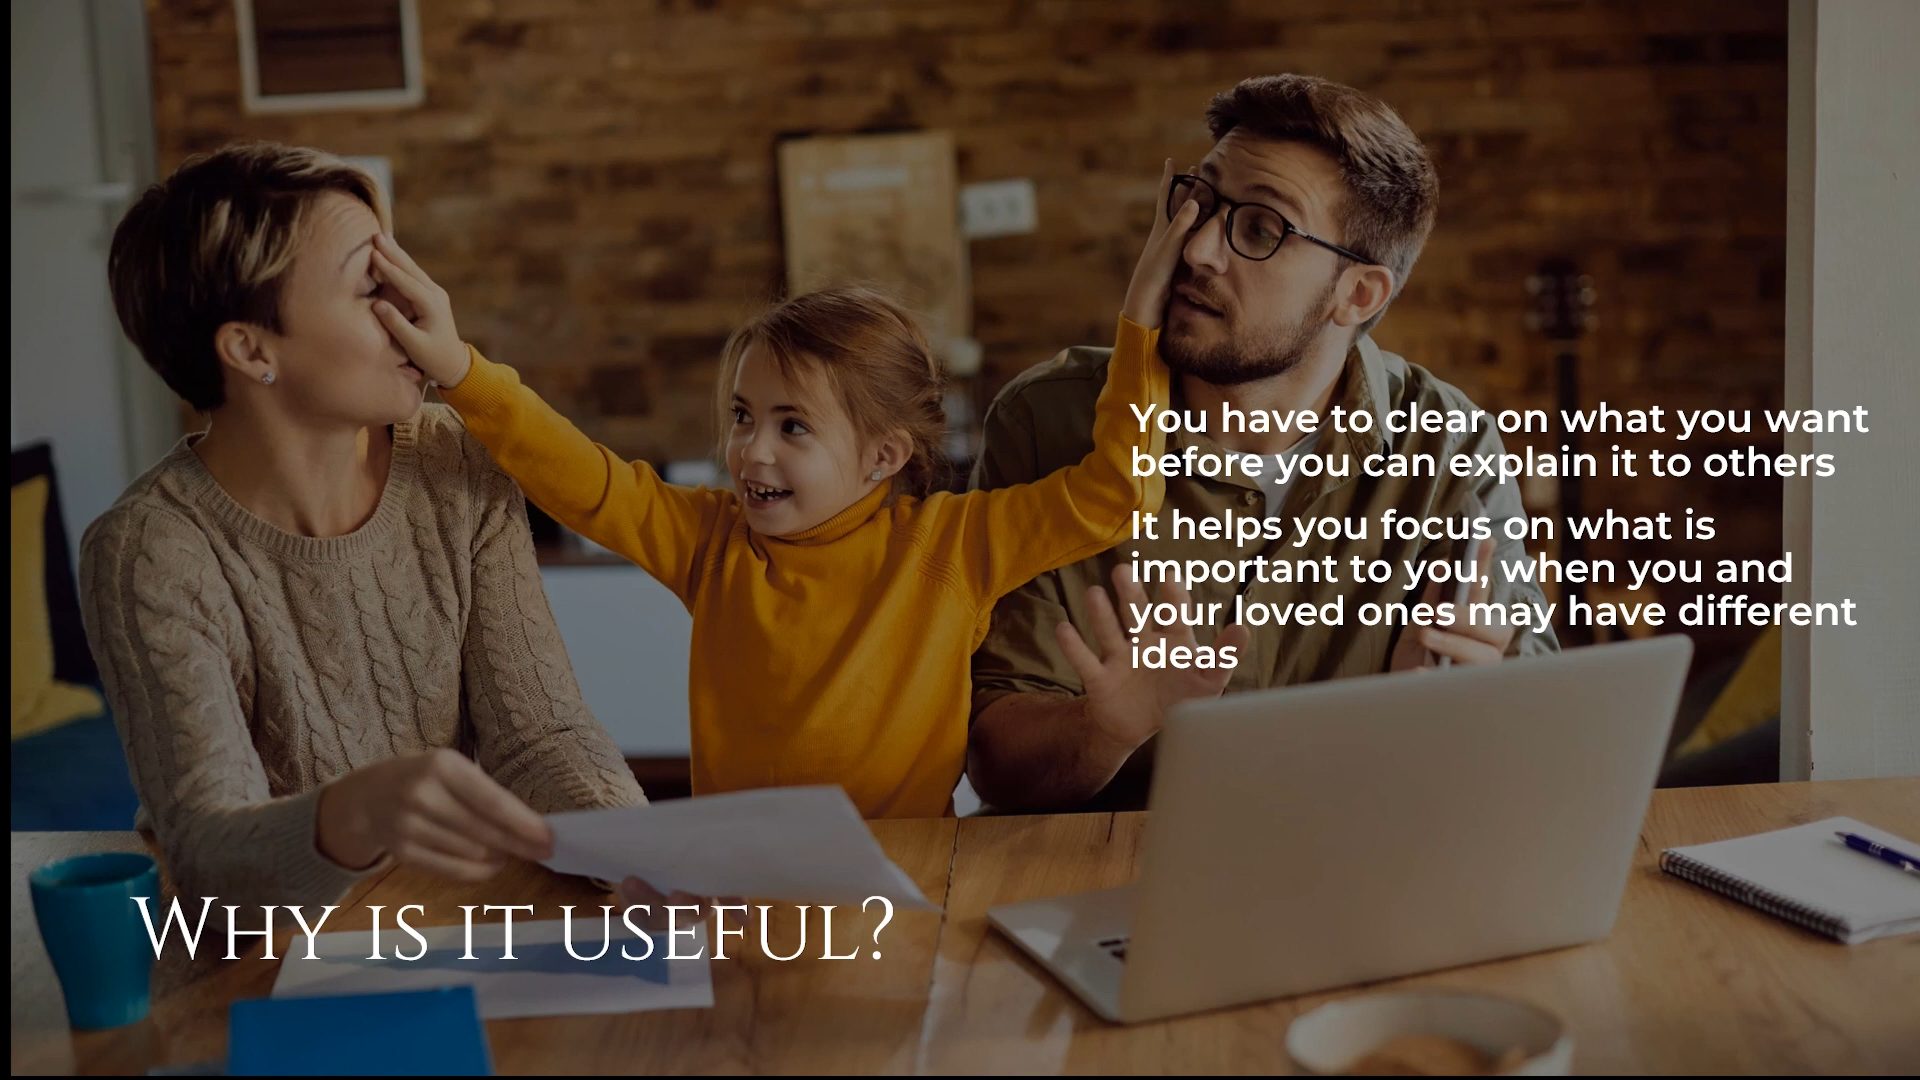 You have to clear on what you want
before you can explain it to others
It helps you focus on what is
important to you, when you and
your loved ones may have different
ideas
Why is it useful?